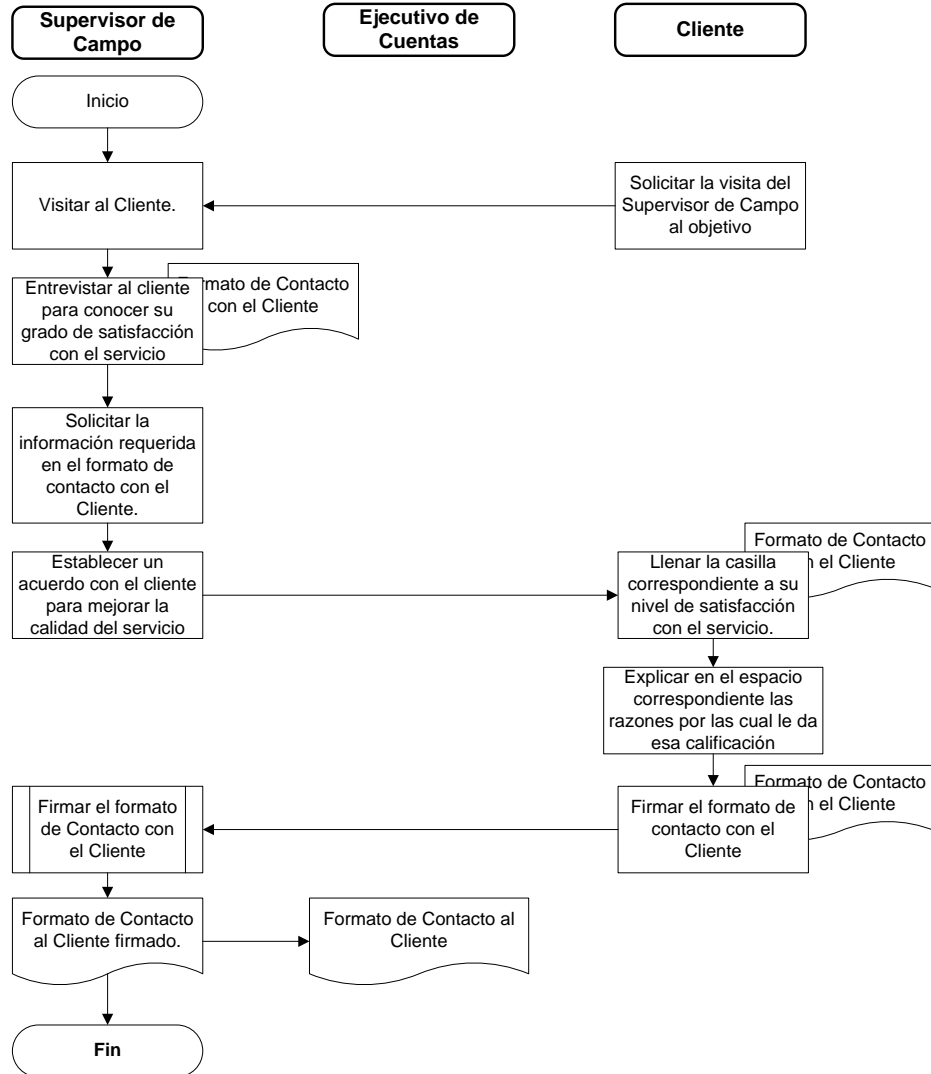 Supervisor de
Campo
Ejecutivo de
Cuentas
Cliente
Inicio
Visitar al Cliente.
Solicitar la visita del
Supervisor de Campo
al objetivo
Entrevistar al cliente
para conocer su
grado de satisfacción
con el servicio
rmato de Contacto
con el Cliente
Solicitar la
información requerida
en el formato de
contacto con el
Cliente.
Establecer un
acuerdo con el cliente
para mejorar la
calidad del servicio
Llenar la casilla
correspondiente a su
nivel de satisfacción
con el servicio.
Formato de Contacto
n el Cliente
Explicar en el espacio
correspondiente las
razones por las cual le da
esa calificación
Firmar el formato
de Contacto con
el Cliente
Firmar el formato de
contacto con el
Cliente
Formato de Contacto
n el Cliente
Formato de Contacto
al Cliente firmado.
Formato de Contacto al
Cliente
Fin